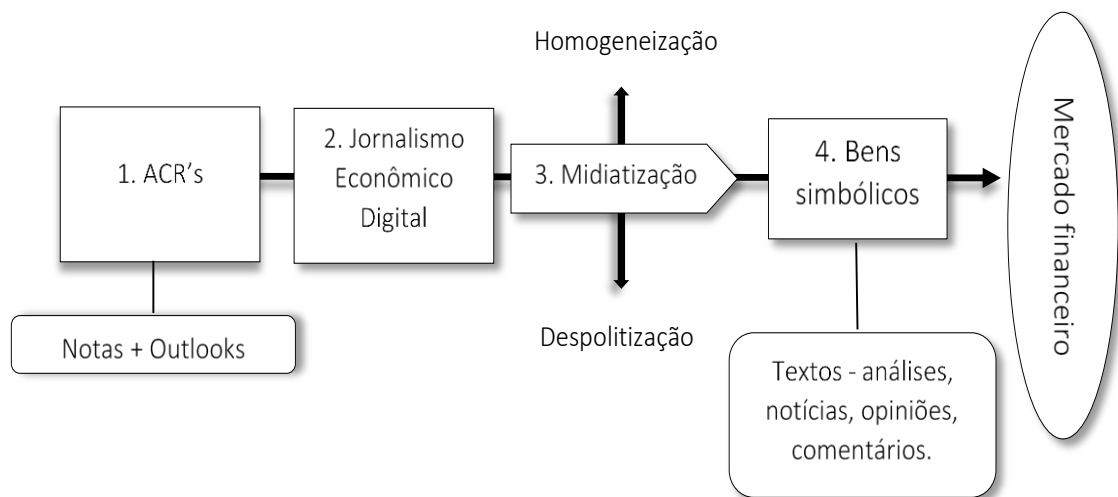 Homogeneização
1. ACR’s
2. Jornalismo
Econômico
Digital
3. Midiatização
4. Bens
simbólicos
Mercado financeiro
Notas + Outlooks
Despolitização
Textos - análises,
notícias, opiniões,
comentários.